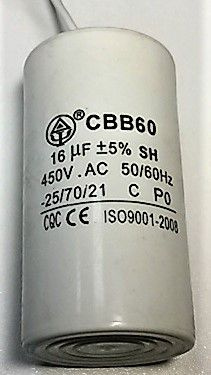 ® CBB60
16 µF ±5% SH
450V.AC 50/60Hz
-25/70/21 C P0
CQC CE ISO9001-2008